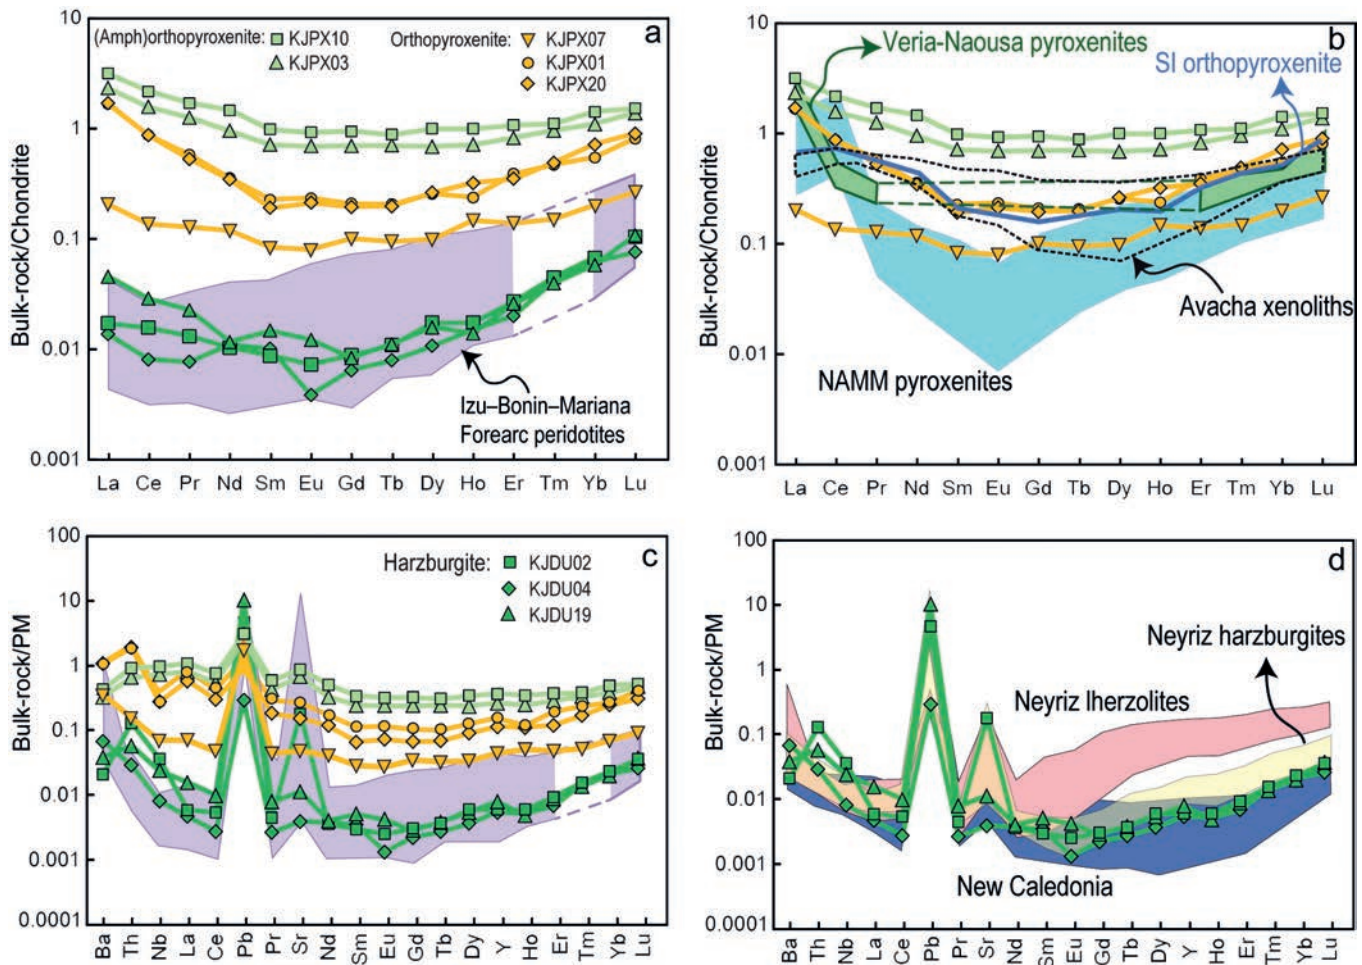 a
(Amph)orthopyroxenite: KJPX10
KJPX03
Orthopyroxenite: KJPX07
KJPX01
KJPX20
Bulk-rock/Chondrite
10
1
0.1
0.01
0.001
Izu–Bonin–Mariana
Forearc peridotites
La Ce Pr Nd Sm Eu Gd Tb Dy Ho Er Tm Yb Lu
b
Veria-Naousa pyroxenites
SI orthopyroxenite
Bulk-rock/Chondrite
10
1
0.1
0.01
0.001
Avacha xenoliths
NAMM pyroxenites
La Ce Pr Nd Sm Eu Gd Tb Dy Ho Er Tm Yb Lu
c
Harzburgite: KJDU02
KJDU04
KJDU19
Bulk-rock/PM
100
10
1
0.1
0.01
0.001
0.0001
Ba Th Nb La Ce Pb Pr Sr Nd Sm Eu Gd Tb Dy Y Ho Er Tm Yb Lu
d
Neyriz harzburgites
Neyriz lherzolites
Bulk-rock/PM
100
10
1
0.1
0.01
0.001
0.0001
New Caledonia
Ba Th Nb La Ce Pb Pr Sr Nd Sm Eu Gd Tb Dy Y Ho Er Tm Yb Lu